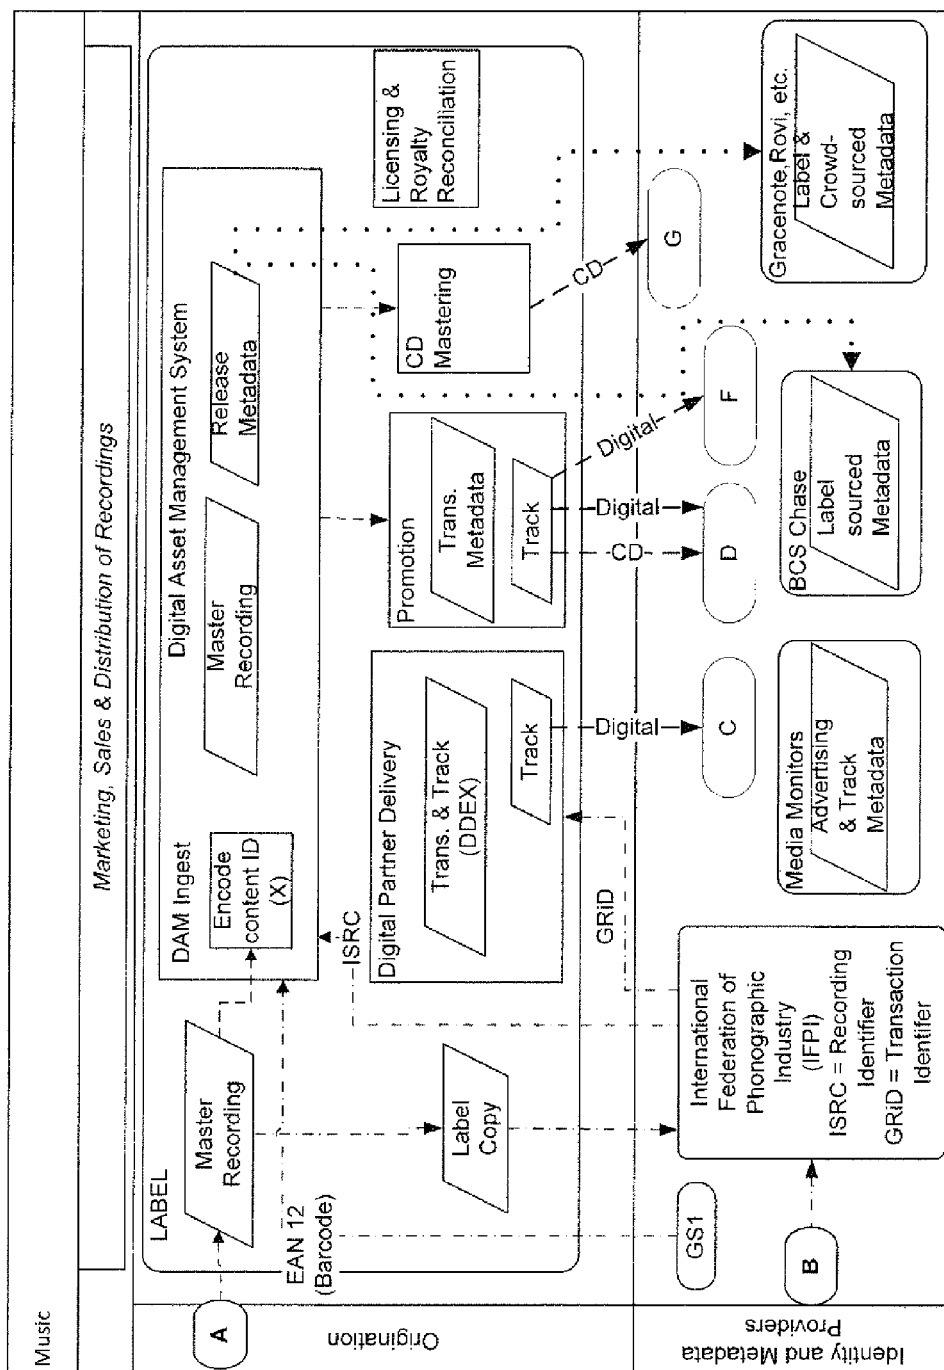 Music
Marketing, Sales & Distribution of Recordings
Origination
A
LABEL
Master
Recording
EAN 12
(Barcode)
Label
Copy
Digital Asset Management System
DAM Ingest
Encode
content ID
(X)
Master
Recording
Release
Metadata
ISRC
Digital Partner Delivery
Trans. & Track
(DDEX)
Track
GRiD
Digital
Promotion
Trans.
Metadata
Track
CD
Digital
Digital
CD
Mastering
CD
Licensing &
Royalty
Reconciliation
Identity and Metadata
Providers
GS1
B
International
Federation of
Phonographic
Industry
(IFPI)
ISRC = Recording
Identifier
GRiD = Transaction
Identifer
C
D
F
G
Media Monitors
Advertising
& Track
Metadata
BCS Chase
Label
sourced
Metadata
Gracenote,Rovi, etc.
Label &
Crowd-
sourced
Metadata